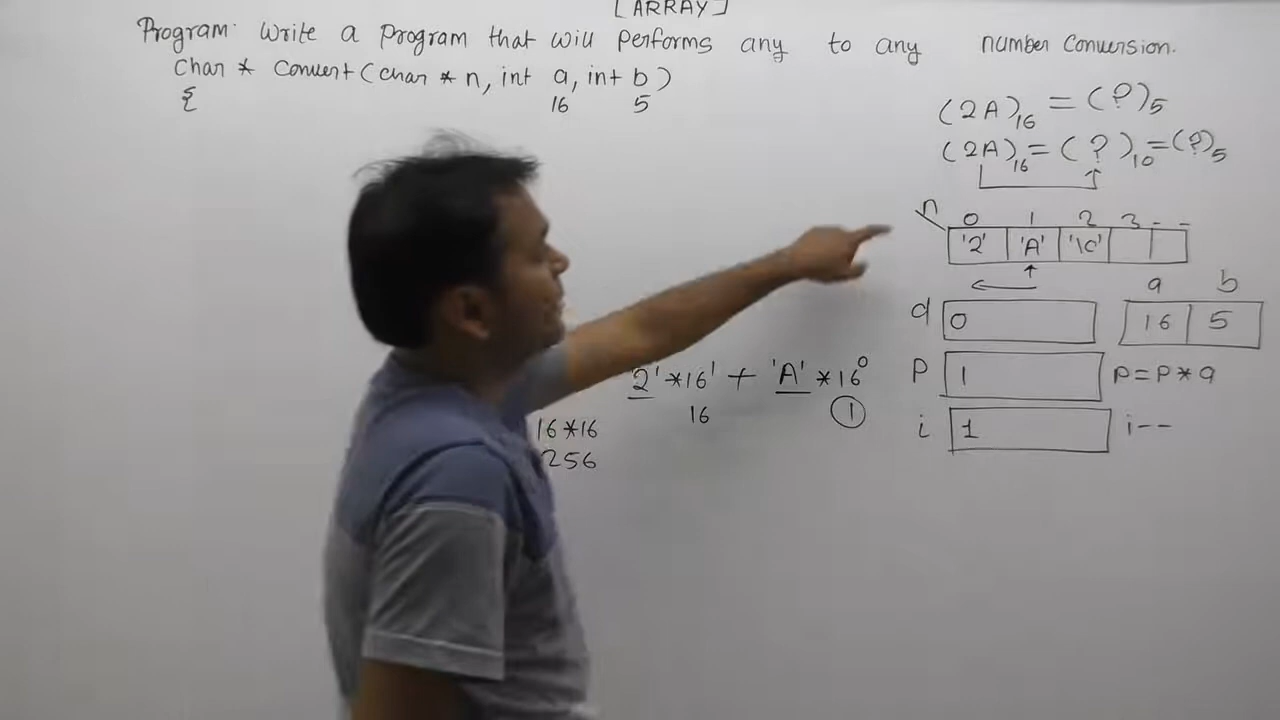 [ARRAY]
Program: Write a program that will performs any to any number conversion.
Char * Convert(char * n, int a, int b)
16 5
{
(2A)16 = (?)5
(2A)16 = (?)10 = (?)5
n 0 1 2 3 - -
'2' 'A' '\0'
a b
d 0 16 5
P 1 P=P*a
i 1 i--
2' *16¹ + 'A' *16⁰
16 1
16*16
256